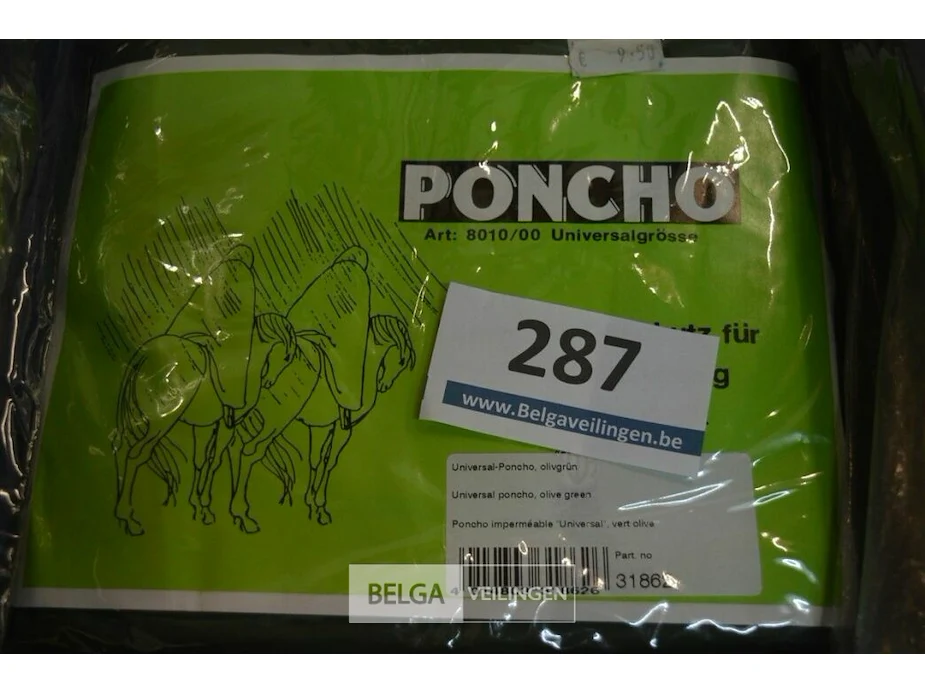 € 9.50
PONCHO
Art: 8010/00 Universalgrösse
für
287
www.Belgaveilingen.be
Universal-Poncho, olivgrün
Universal poncho, olive green
Poncho imperméable "Universal", vert olive
Part. no
31862
BELGA VEILINGEN